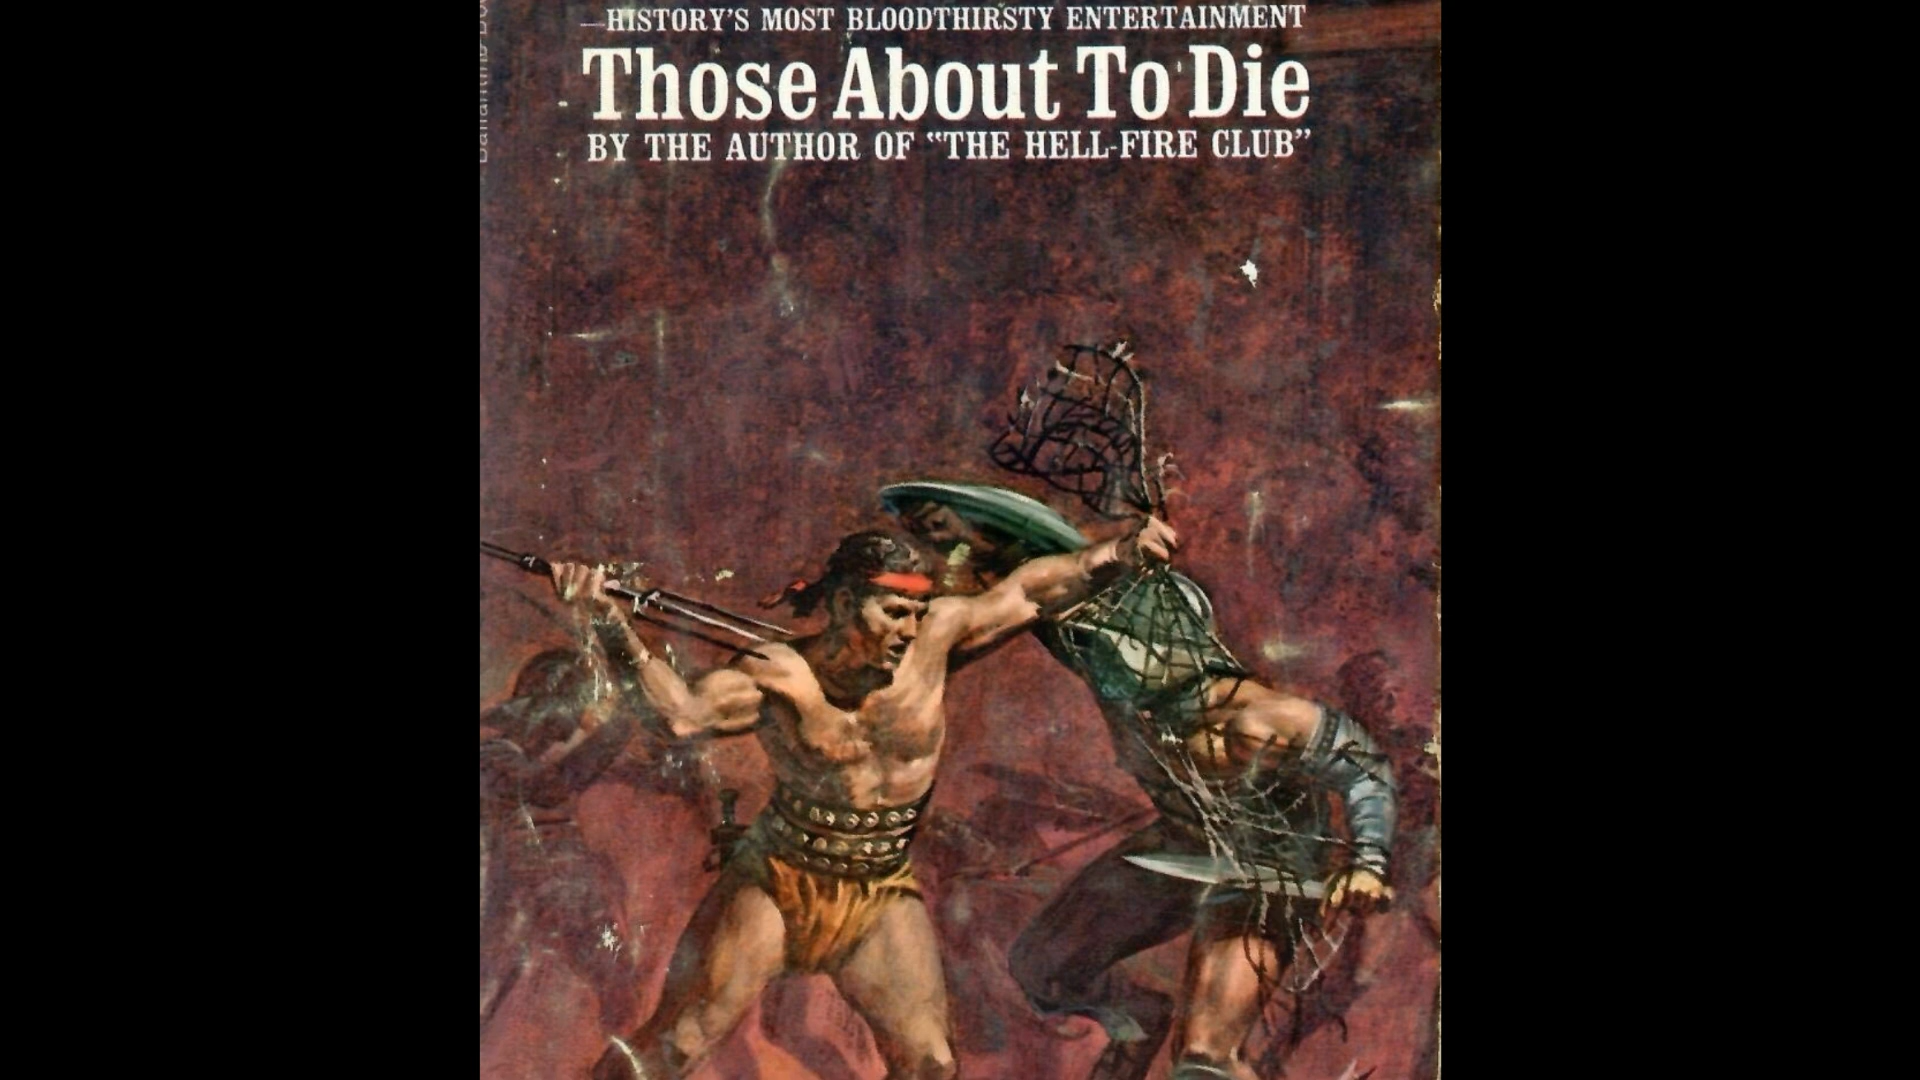 —HISTORY'S MOST BLOODTHIRSTY ENTERTAINMENT
Those About To Die
BY THE AUTHOR OF “THE HELL-FIRE CLUB”